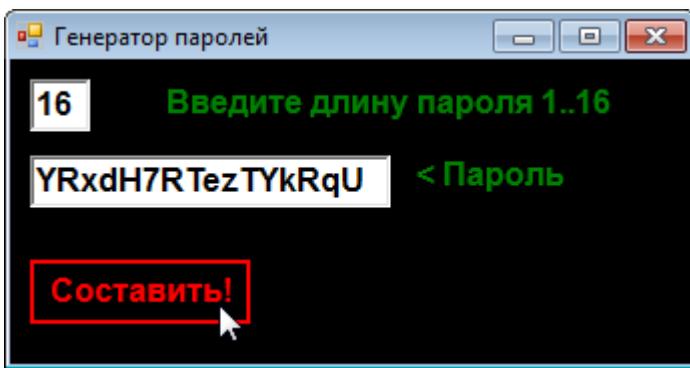 Генератор паролей
16 Введите длину пароля 1..16
YRxdH7RTezTYkRqU < Пароль
Составить!